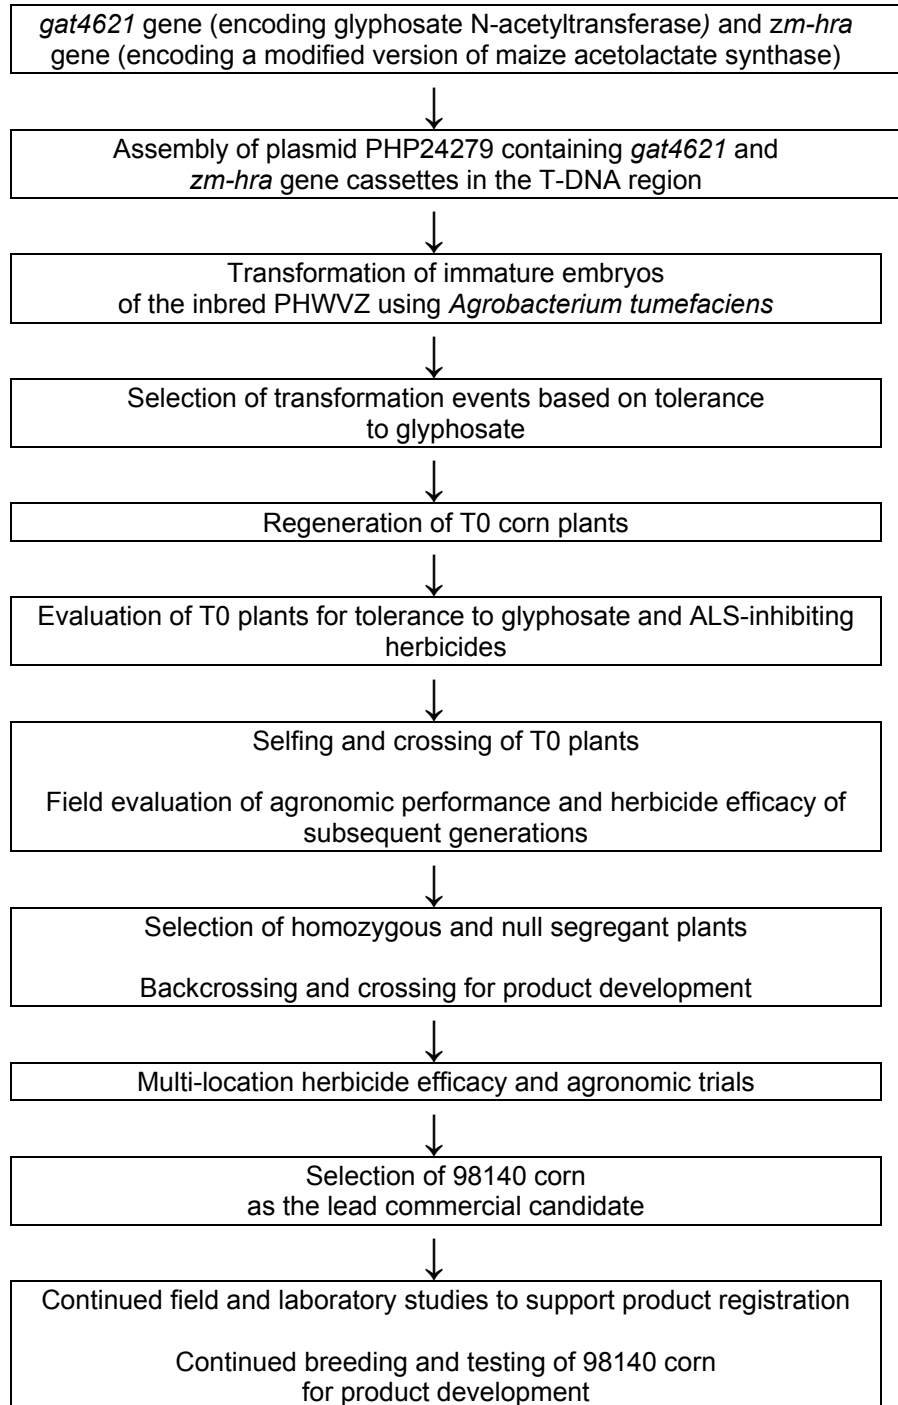 gat4621 gene (encoding glyphosate N-acetyltransferase) and zm-hra
gene (encoding a modified version of maize acetolactate synthase)
Assembly of plasmid PHP24279 containing gat4621 and
zm-hra gene cassettes in the T-DNA region
Transformation of immature embryos
of the inbred PHWVZ using Agrobacterium tumefaciens
Selection of transformation events based on tolerance
to glyphosate
Regeneration of T0 corn plants
Evaluation of T0 plants for tolerance to glyphosate and ALS-inhibiting
herbicides
Selfing and crossing of T0 plants
Field evaluation of agronomic performance and herbicide efficacy of
subsequent generations
Selection of homozygous and null segregant plants
Backcrossing and crossing for product development
Multi-location herbicide efficacy and agronomic trials
Selection of 98140 corn
as the lead commercial candidate
Continued field and laboratory studies to support product registration
Continued breeding and testing of 98140 corn
for product development